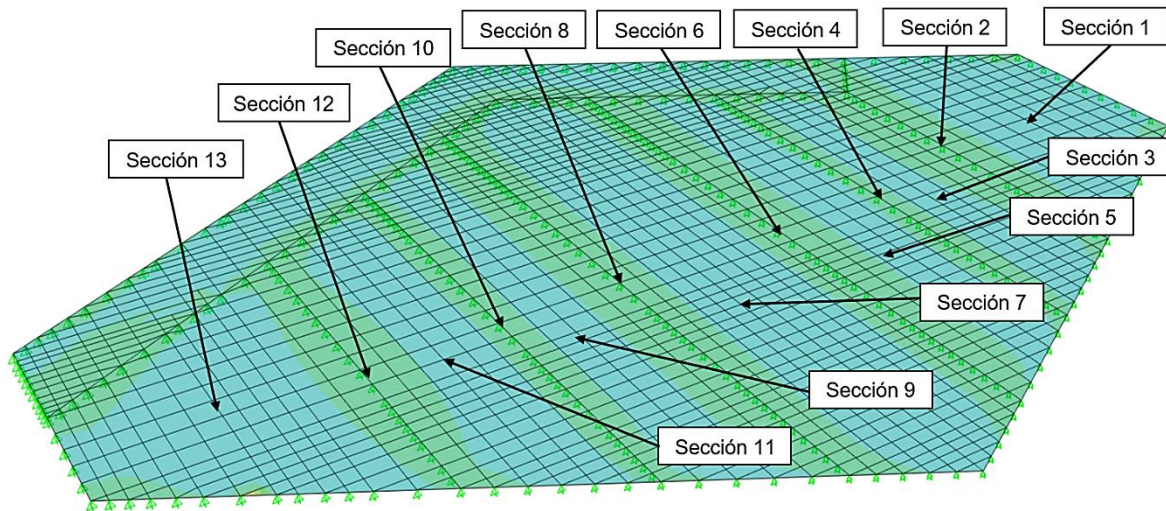 Sección 1
Sección 2
Sección 4
Sección 6
Sección 8
Sección 10
Sección 12
Sección 13
Sección 3
Sección 5
Sección 7
Sección 9
Sección 11